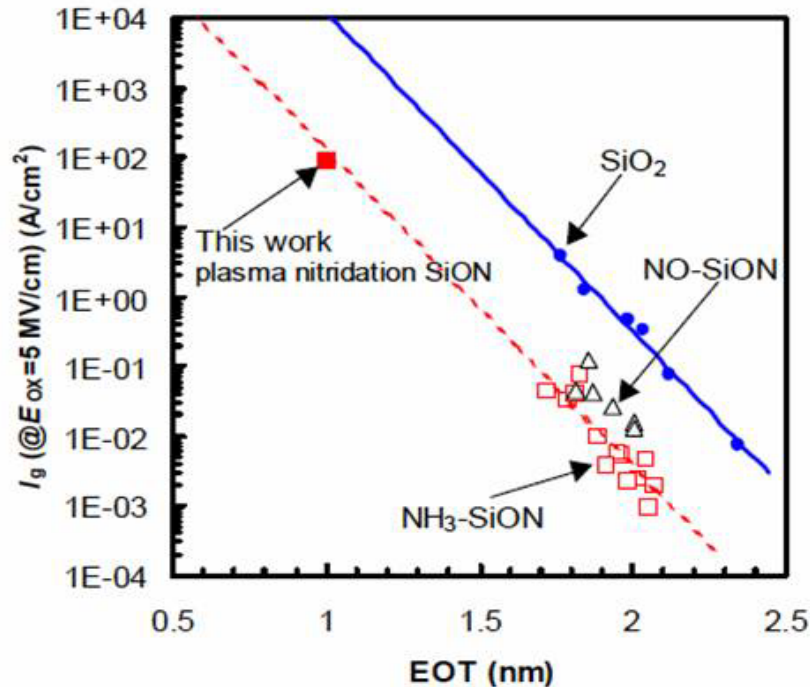 1E+04
1E+03
1E+02
1E+01
1E+00
1E-01
1E-02
1E-03
1E-04
Ig (@EOX=5 MV/cm) (A/cm²)
SiO₂
This work
plasma nitridation SiON
NO-SiON
NH₃-SiON
0.5 1 1.5 2 2.5
EOT (nm)